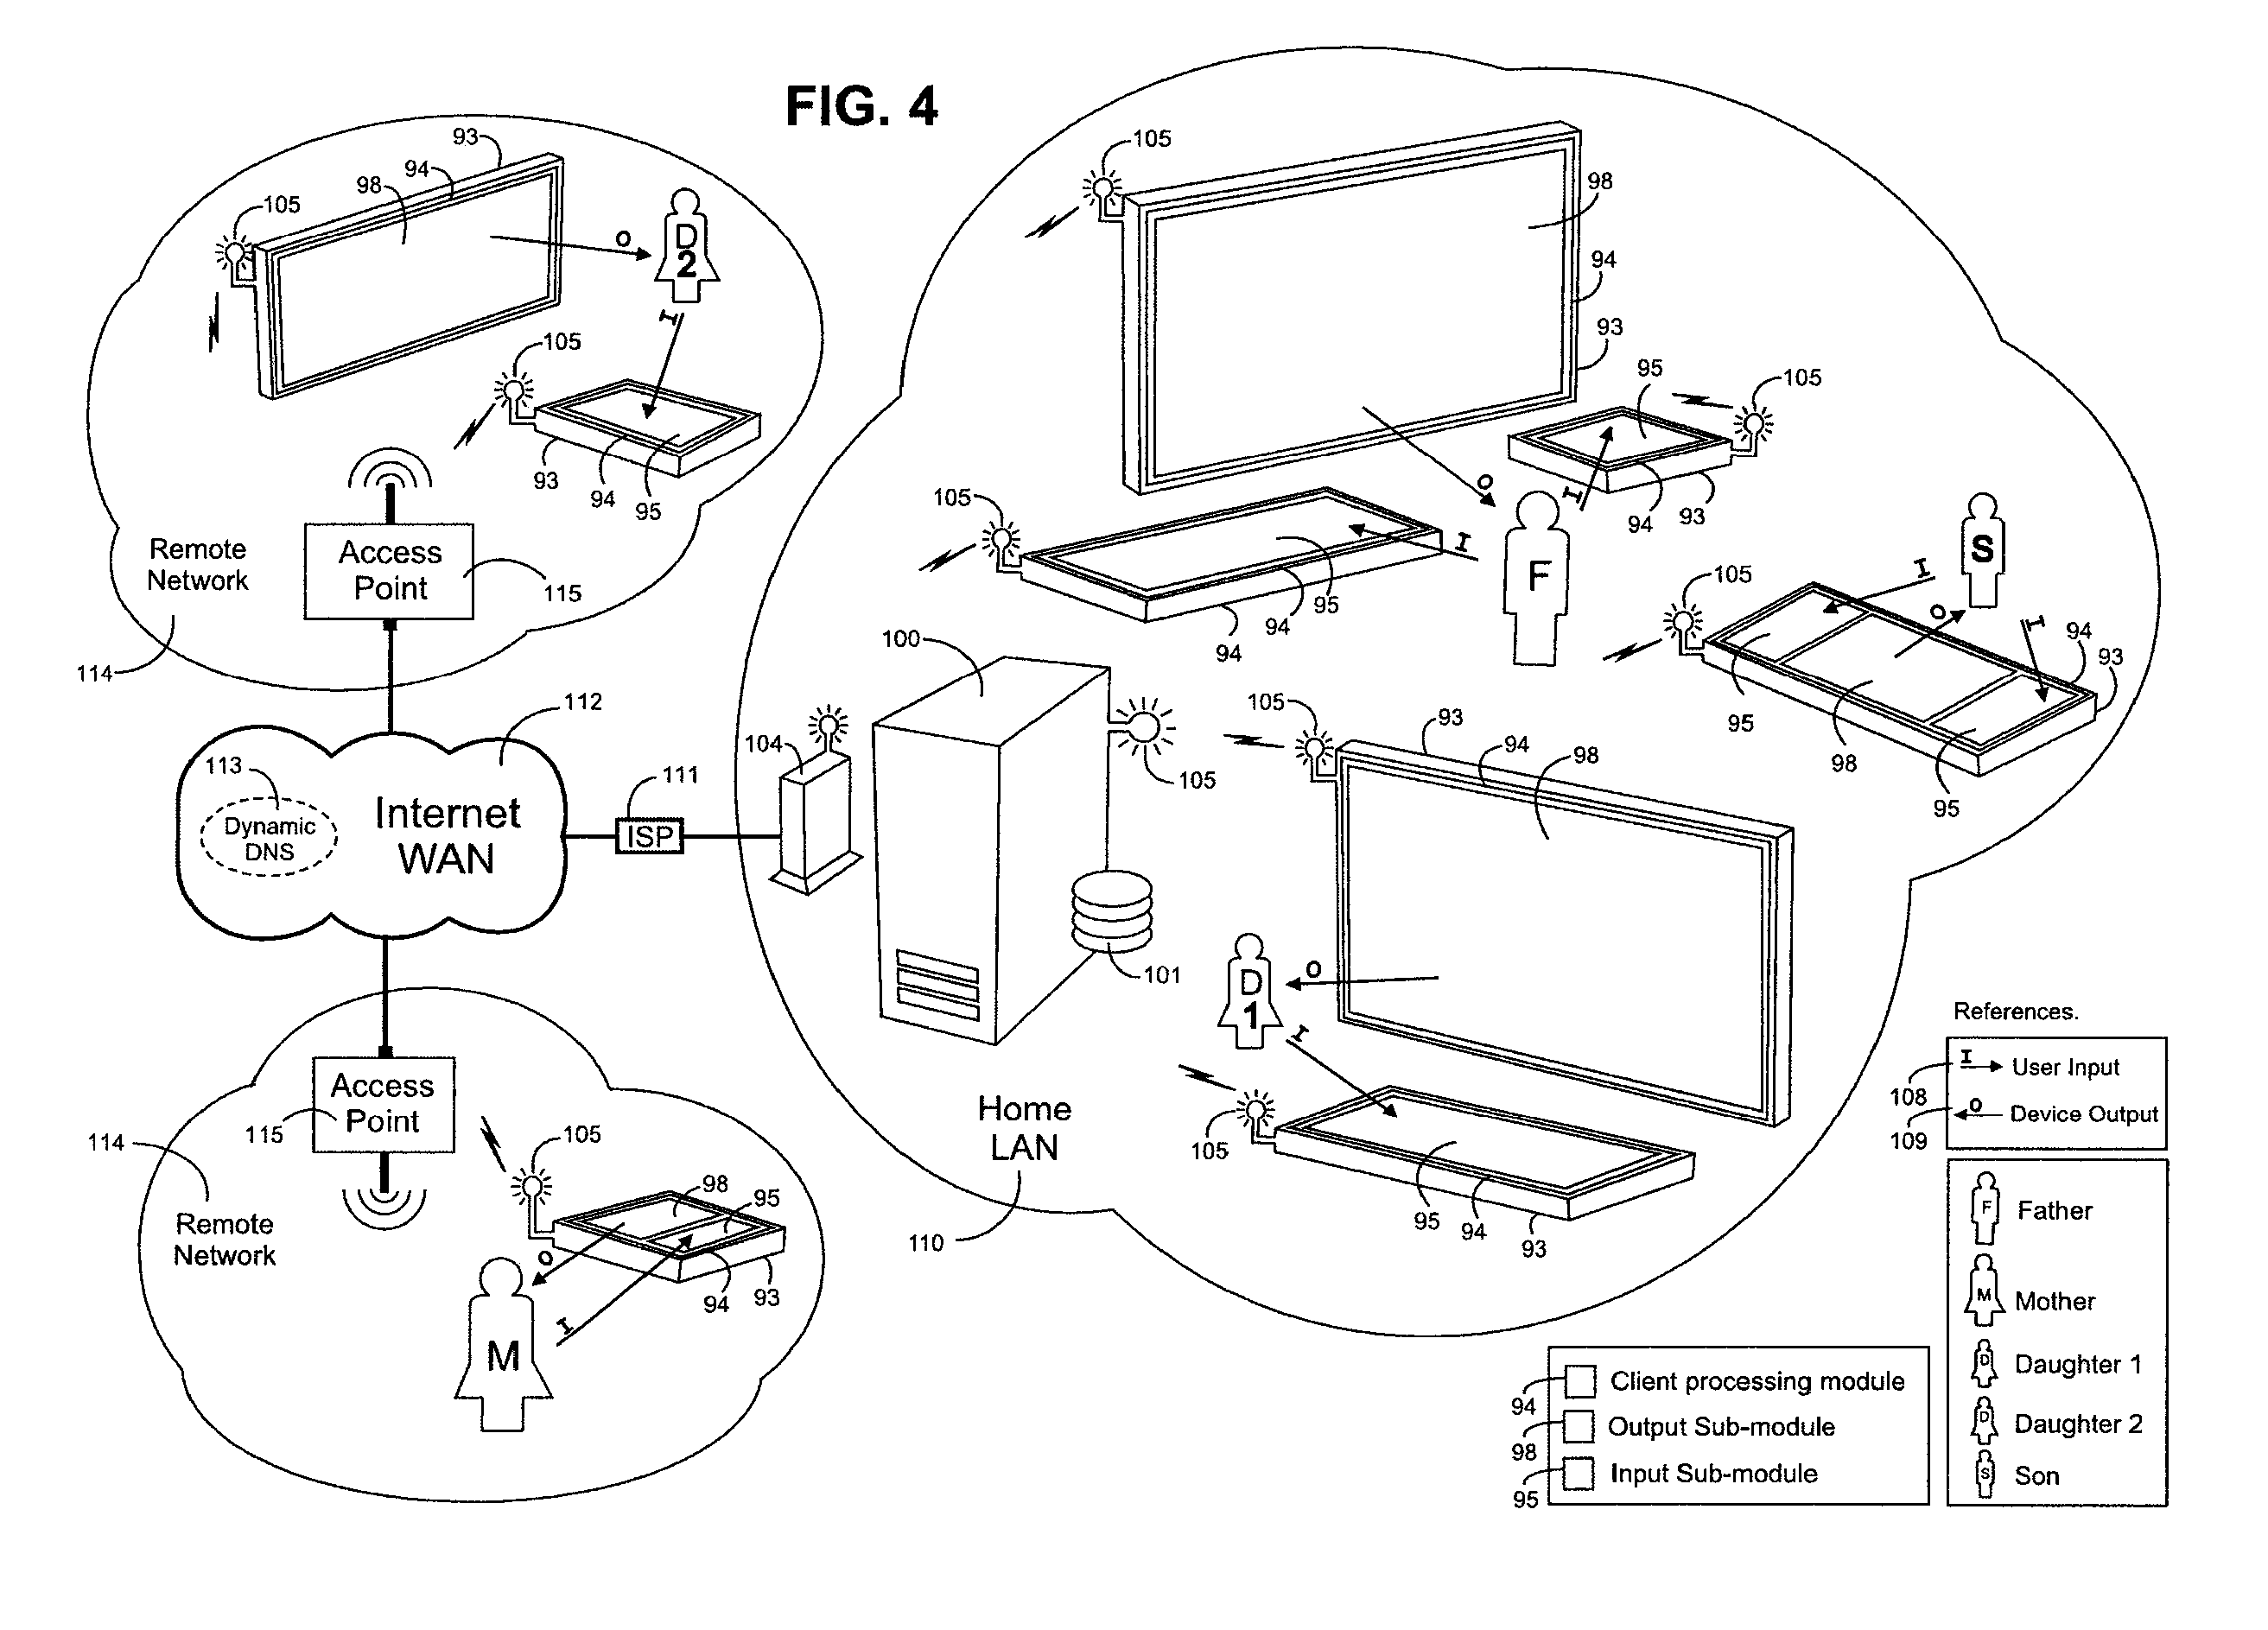 FIG. 4
93
94
98
105
O
D
2
I
105
93
94
95
Access
Point
115
Remote
Network
114
112
113
Dynamic
DNS
Internet
WAN
111
ISP
Access
Point
115
114
Remote
Network
105
98
95
O
I
94
93
M
105
98
94
93
95
105
O
I
94
93
105
I
95
94
94
F
S
I
O
I
105
94
93
95
98
95
100
104
105
101
105
93
94
98
D
1
O
I
105
95
94
93
Home
LAN
110
References.
I
User Input
108
O
Device Output
109
F
Father
M
Mother
D
Daughter 1
D
Daughter 2
S
Son
Client processing module
94
Output Sub-module
98
Input Sub-module
95